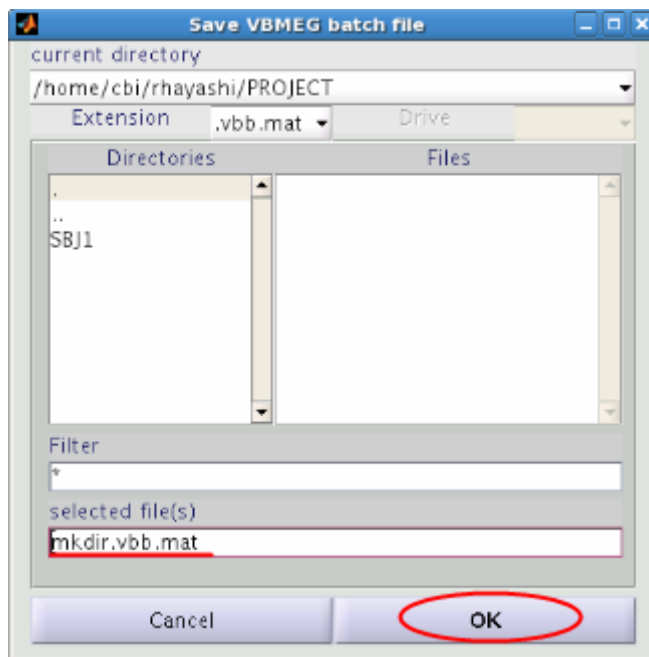 Save VBMEG batch file
current directory
/home/cbi/rhayashi/PROJECT
Extension .vbb.mat Drive
Directories Files
.
..
SBJ1
Filter
*
selected file(s)
mkdir.vbb.mat
Cancel OK